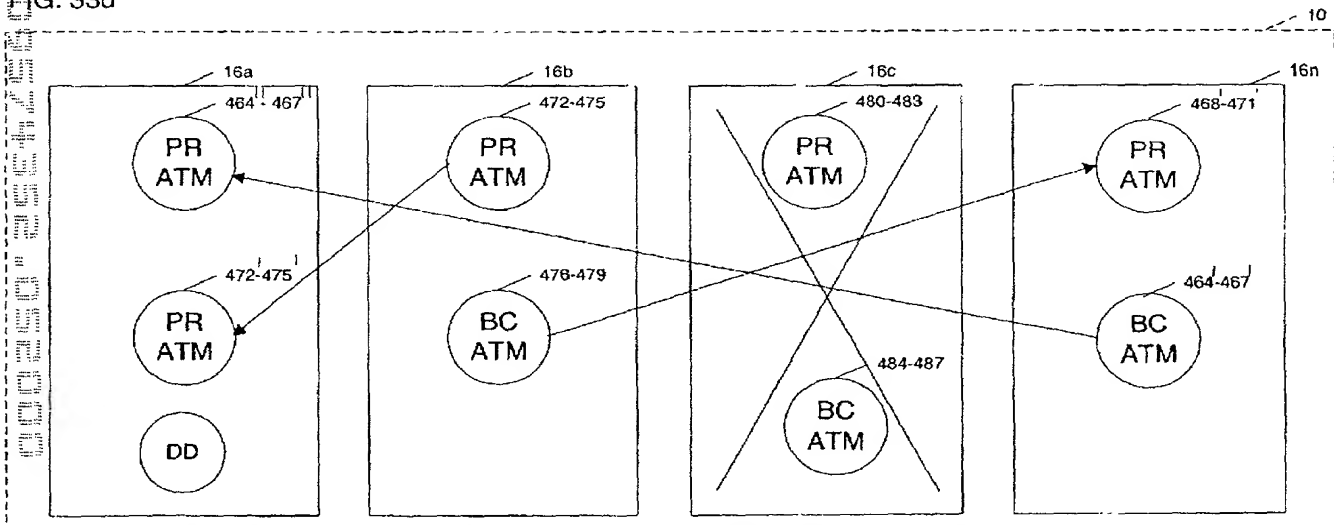 FIG. 33d
10
16a
16b
16c
16n
464''-467''
472-475
480-483
468'-471'
PR
ATM
PR
ATM
PR
ATM
PR
ATM
472'-475'
476-479
464'-467'
PR
ATM
BC
ATM
BC
ATM
484-487
BC
ATM
DD